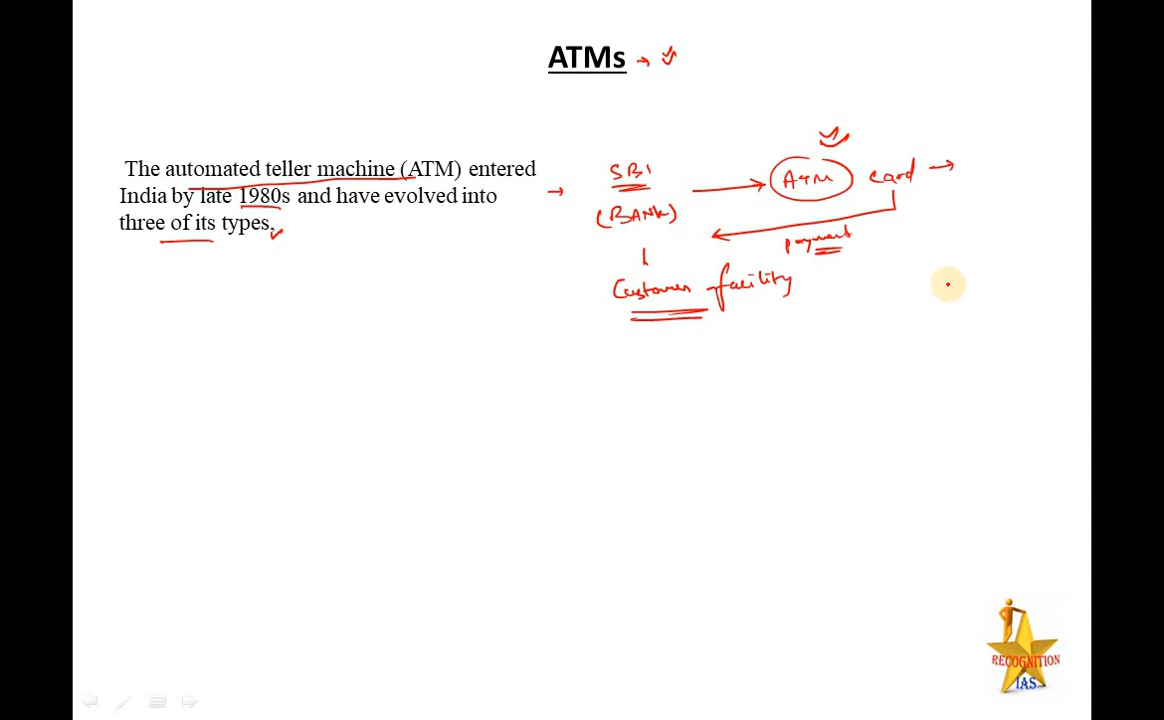 ATMs
The automated teller machine (ATM) entered
India by late 1980s and have evolved into
three of its types,
SBI
(BANK)
ATM card
payment
Customer facility
RECOGNITION
IAS